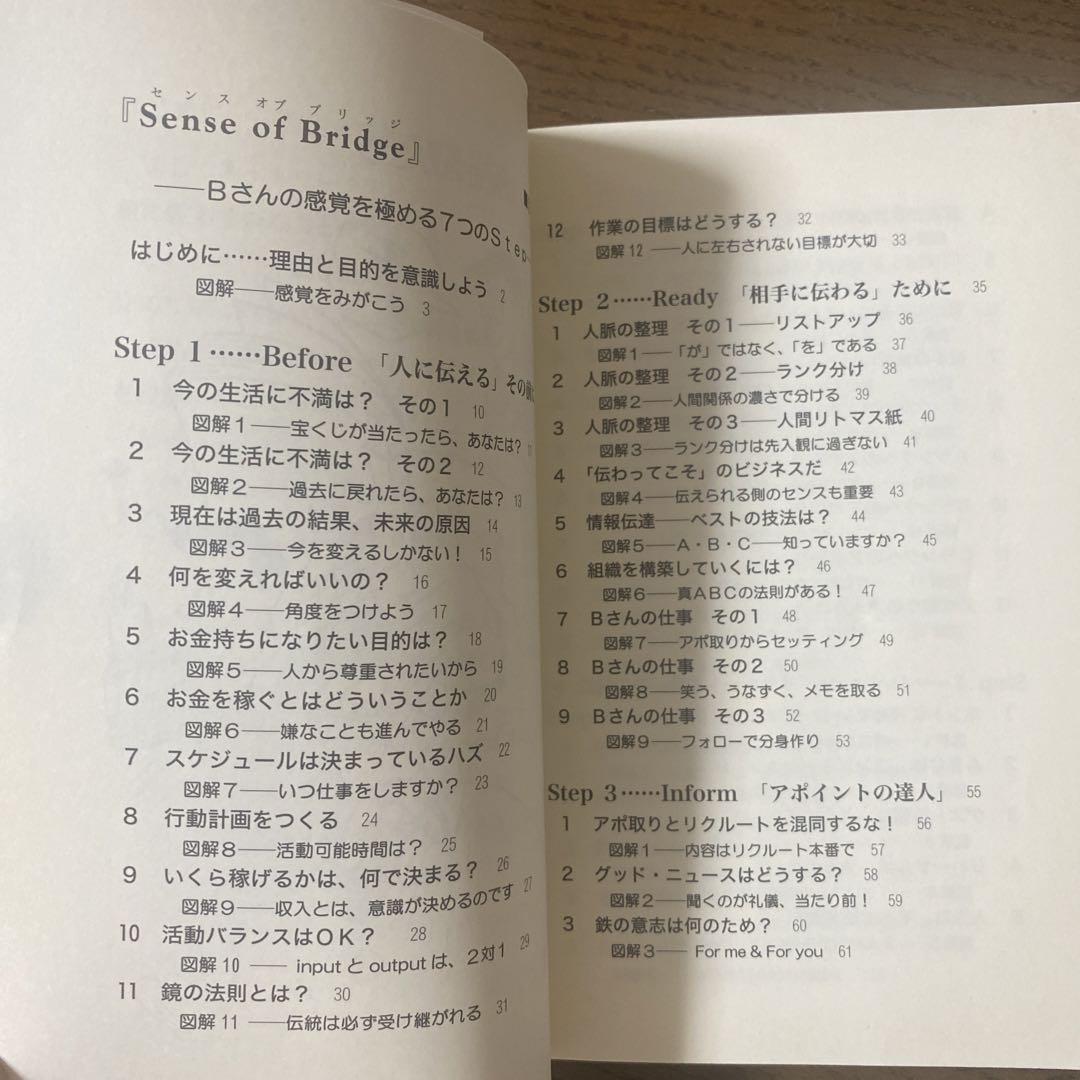 センス オブ ブリッジ
『Sense of Bridge』
——Bさんの感覚を極める7つのStep
はじめに……理由と目的を意識しよう 2
図解——感覚をみがこう 3
Step 1……Before 「人に伝える」その前に
1 今の生活に不満は？ その1 10
図解1——宝くじが当たったら、あなたは？ 11
2 今の生活に不満は？ その2 12
図解2——過去に戻れたら、あなたは？ 13
3 現在は過去の結果、未来の原因 14
図解3——今を変えるしかない！ 15
4 何を変えればいいの？ 16
図解4——角度をつけよう 17
5 お金持ちになりたい目的は？ 18
図解5——人から尊重されたいから 19
6 お金を稼ぐとはどういうことか 20
図解6——嫌なことも進んでやる 21
7 スケジュールは決まっているハズ 22
図解7——いつ仕事をしますか？ 23
8 行動計画をつくる 24
図解8——活動可能時間は？ 25
9 いくら稼げるかは、何で決まる？ 26
図解9——収入とは、意識が決めるのです 27
10 活動バランスはOK？ 28
図解10 —— inputとoutputは、2対1 29
11 鏡の法則とは？ 30
図解11 ——伝統は必ず受け継がれる 31
12 作業の目標はどうする？ 32
図解12——人に左右されない目標が大切 33
Step 2……Ready 「相手に伝わる」ために 35
1 人脈の整理 その1——リストアップ 36
図解1——「が」ではなく、「を」である 37
2 人脈の整理 その2——ランク分け 38
図解2——人間関係の濃さで分ける 39
3 人脈の整理 その3——人間リトマス紙 40
図解3——ランク分けは先入観に過ぎない 41
4 「伝わってこそ」のビジネスだ 42
図解4——伝えられる側のセンスも重要 43
5 情報伝達——ベストの技法は？ 44
図解5——A・B・C——知っていますか？ 45
6 組織を構築していくには？ 46
図解6——真ABCの法則がある！ 47
7 Bさんの仕事 その1 48
図解7——アポ取りからセッティング 49
8 Bさんの仕事 その2 50
図解8——笑う、うなずく、メモを取る 51
9 Bさんの仕事 その3 52
図解9——フォローで分身作り 53
Step 3……Inform 「アポイントの達人」 55
1 アポ取りとリクルートを混同するな！ 56
図解1——内容はリクルート本番で 57
2 グッド・ニュースはどうする？ 58
図解2——聞くのが礼儀、当たり前！ 59
3 鉄の意志は何のため？ 60
図解3—— For me & For you 61